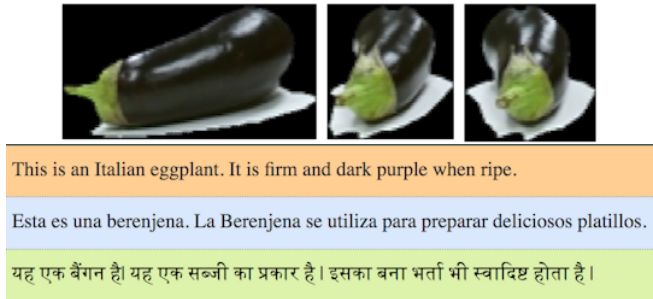 This is an Italian eggplant. It is firm and dark purple when ripe.
Esta es una berenjena. La Berenjena se utiliza para preparar deliciosos platillos.
यह एक बैंगन है। यह एक सब्जी का प्रकार है। इसका बना भर्ता भी स्वादिष्ट होता है।